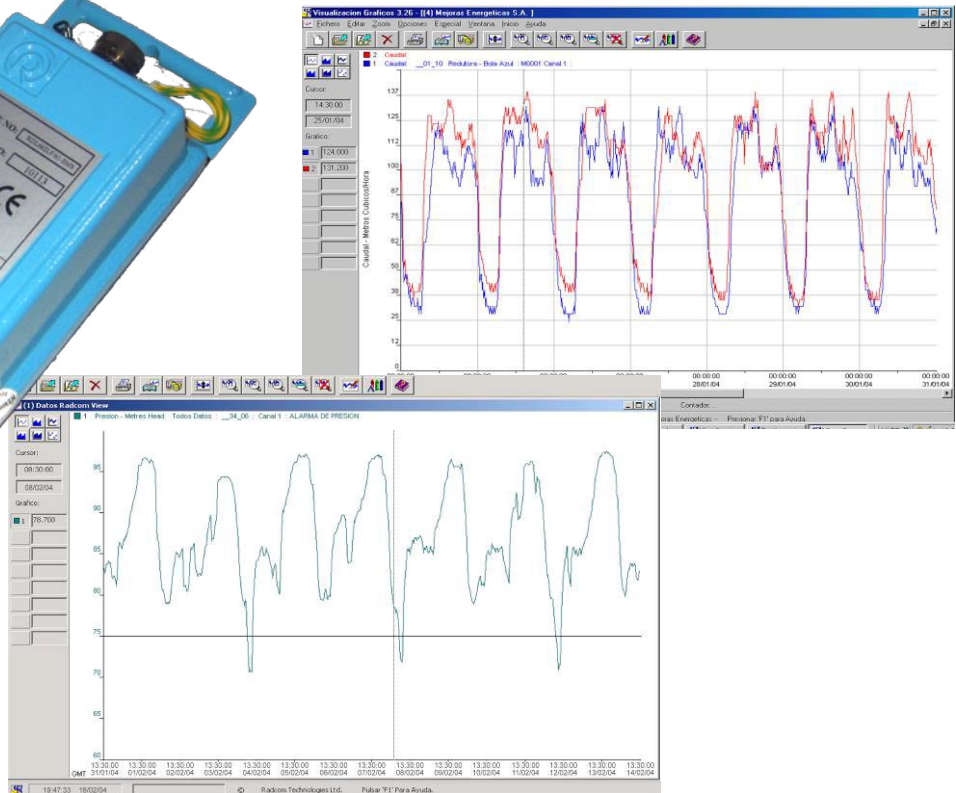 70113
CE
Visualizacion Graficos 3.26 - [(4) Mejoras Energeticas S.A. ]
Fichero Editar Zoom Opciones Especial Ventana Inicio Ayuda
2 Caudal
1 Caudal __01_10 Redutora - Bola Azul : M0001 Canal 1 :
Cursor:
14:30:00
25/01/04
Grafico:
1 124.000
2 131.200
Caudal - Metros Cubicos/Hora
137
125
112
100
87
75
62
50
38
25
12
0
00:00:00 00:00:00 00:00:00 00:00:00
28/01/04 29/01/04 30/01/04 31/01/04
Contador ...
Presionar 'F1' para Ayuda
(1) Datos Radcom View
1 Presion - Metres Head Todos Datos : __34_06 : Canal 1 : ALARMA DE PRESION
Cursor:
08:30:00
08/02/04
Grafico:
1 78.700
95
90
85
80
75
70
65
60
13:30:00 13:30:00 13:30:00 13:30:00 13:30:00 13:30:00 13:30:00 13:30:00 13:30:00 13:30:00 13:30:00 13:30:00 13:30:00 13:30:00 13:30:00
GMT 31/01/04 01/02/04 02/02/04 03/02/04 04/02/04 05/02/04 06/02/04 07/02/04 08/02/04 09/02/04 10/02/04 11/02/04 12/02/04 13/02/04 14/02/04
19:47:33 16/02/04 © Radcom Technologies Ltd. Pulsar 'F1' Para Ayuda.